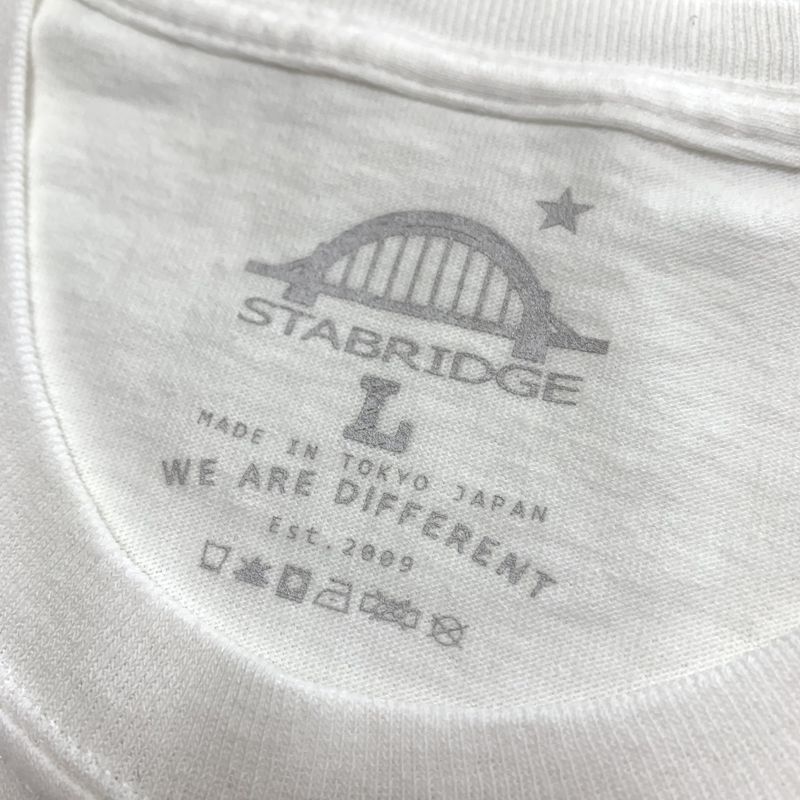 STABRIDGE
L
MADE IN TOKYO JAPAN
WE ARE DIFFERENT
Est.2009